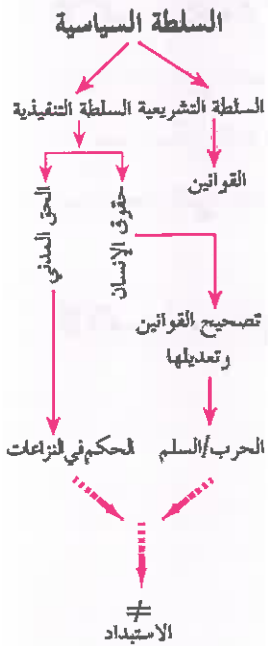 السلطة السياسية
السلطة التشريعية السلطة التنفيذية
القوانين
حقوق الإنسان
الحق المدني
تصحيح القوانين
وتعديلها
الحرب/السلم
الحكم في النزاعات
≠
الاستبداد